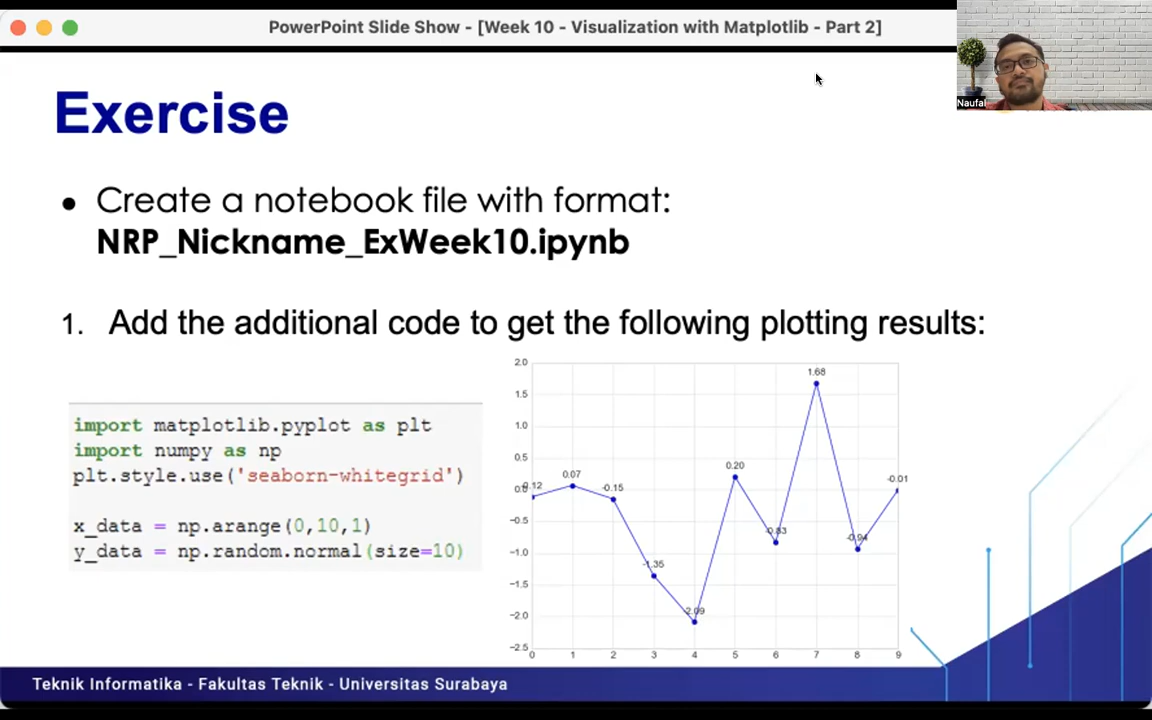 PowerPoint Slide Show - [Week 10 - Visualization with Matplotlib - Part 2]
Naufal
Exercise
• Create a notebook file with format:
NRP_Nickname_ExWeek10.ipynb
1. Add the additional code to get the following plotting results:
import matplotlib.pyplot as plt
import numpy as np
plt.style.use('seaborn-whitegrid')
x_data = np.arange(0,10,1)
y_data = np.random.normal(size=10)
2.0
1.5
1.0
0.5
0.0
−0.5
−1.0
−1.5
−2.0
−2.5
0 1 2 3 4 5 6 7 8 9
0.07
-0.15
-1.35
-2.09
0.20
-0.83
1.68
-0.94
-0.01
Teknik Informatika - Fakultas Teknik - Universitas Surabaya